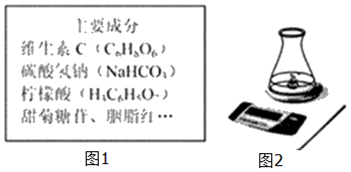 主要成分
维生素 C（C₆H₈O₆）
碳酸氢钠（NaHCO₃）
柠檬酸（H₃C₆H₅O₇）
甜菊糖苷、胭脂红…
图1
图2